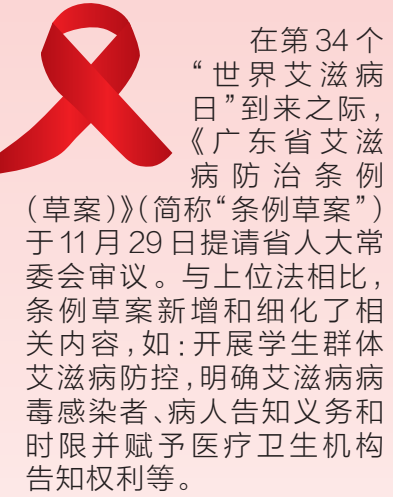 在第34个
“世界艾滋病
日”到来之际，
《广东省艾滋
病防治条例
（草案）》（简称“条例草案”）
于11月29日提请省人大常
委会审议。与上位法相比，
条例草案新增和细化了相
关内容，如：开展学生群体
艾滋病防控，明确艾滋病病
毒感染者、病人告知义务和
时限并赋予医疗卫生机构
告知权利等。